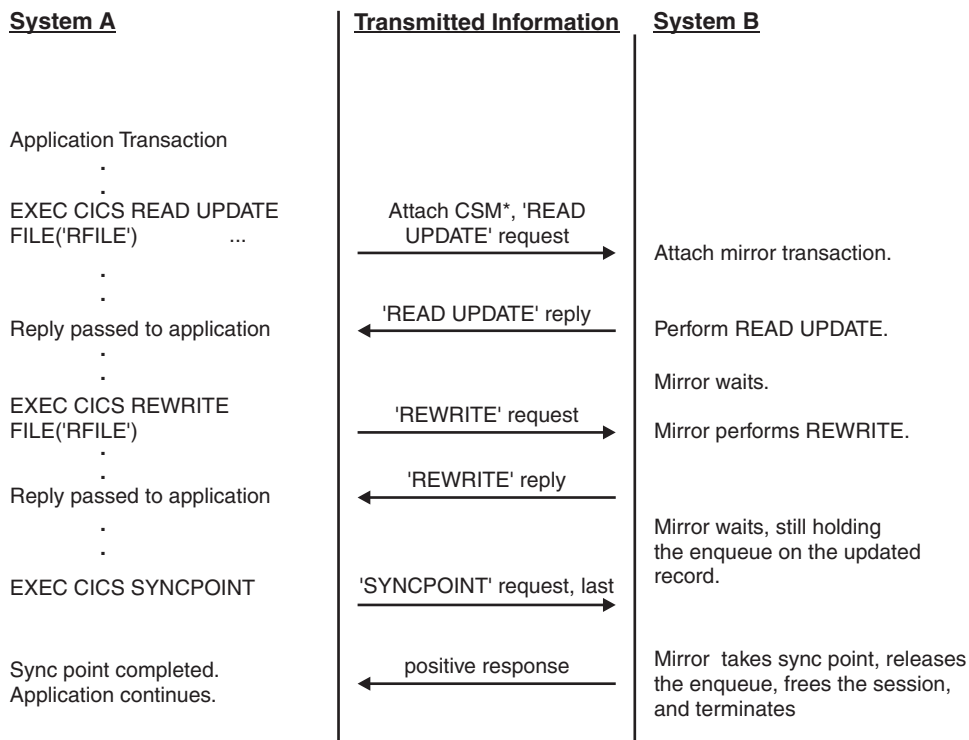 System A
Transmitted Information
System B
Application Transaction
.
.
EXEC CICS READ UPDATE
FILE('RFILE') ...
Attach CSM*, 'READ
UPDATE' request
Attach mirror transaction.
.
.
'READ UPDATE' reply
Reply passed to application
Perform READ UPDATE.
.
.
Mirror waits.
EXEC CICS REWRITE
FILE('RFILE')
'REWRITE' request
Mirror performs REWRITE.
.
.
'REWRITE' reply
Reply passed to application
.
.
Mirror waits, still holding
the enqueue on the updated
record.
EXEC CICS SYNCPOINT
'SYNCPOINT' request, last
Sync point completed.
Application continues.
positive response
Mirror takes sync point, releases
the enqueue, frees the session,
and terminates